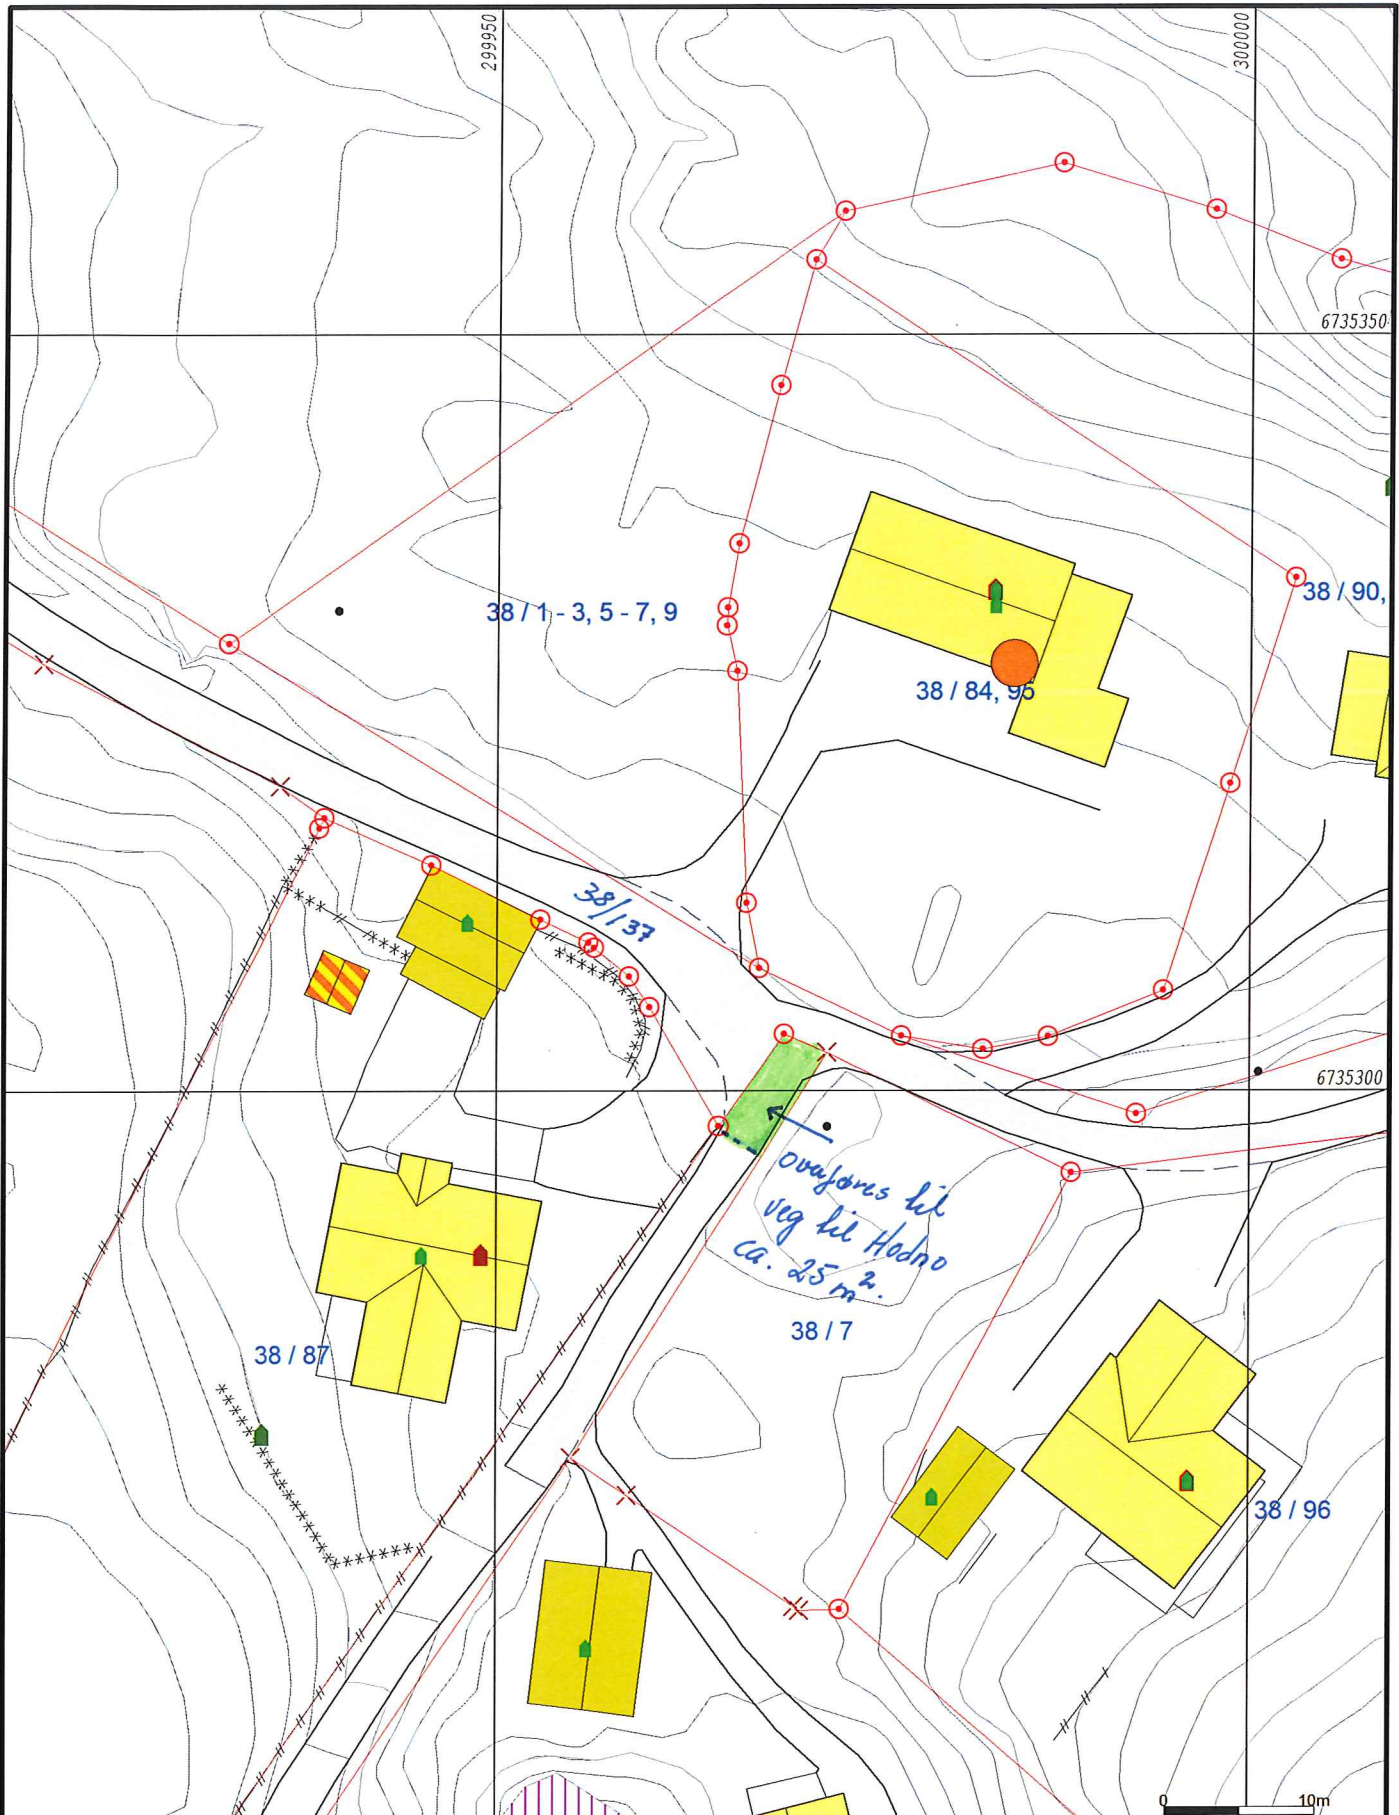 299950
300000
6735350
38 / 1 - 3, 5 - 7, 9
38 / 90,
38 / 84, 95
38/137
6735300
overføres til
veg til Hodno
ca. 25 m².
38 / 7
38 / 87
38 / 96
0 10m